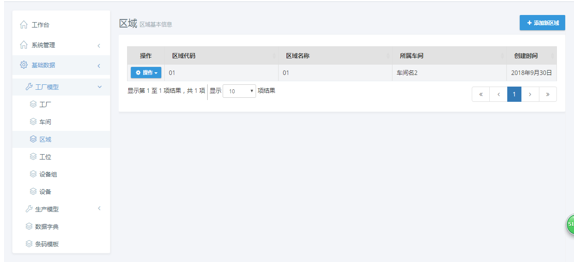 工作台
系统管理
基础数据
工厂模型
工厂
车间
区域
工位
设备组
设备
生产模型
数据字典
条码模板
区域 区域基本信息
+ 添加新区域
操作 区域代码 区域名称 所属车间 创建时间
操作 01 01 车间名2 2018年9月30日
显示第 1 至 1 项结果，共 1 项 显示 10 项结果
« ‹ 1 › »